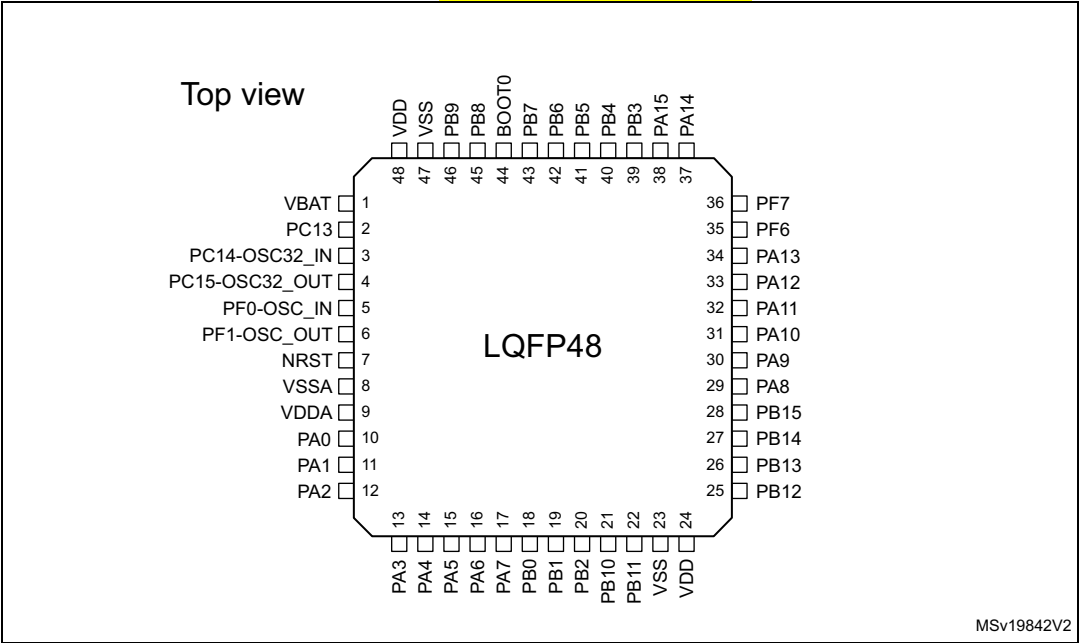 Top view
48 VDD
47 VSS
46 PB9
45 PB8
44 BOOT0
43 PB7
42 PB6
41 PB5
40 PB4
39 PB3
38 PA15
37 PA14
VBAT 1
PC13 2
PC14-OSC32_IN 3
PC15-OSC32_OUT 4
PF0-OSC_IN 5
PF1-OSC_OUT 6
NRST 7
VSSA 8
VDDA 9
PA0 10
PA1 11
PA2 12
LQFP48
36 PF7
35 PF6
34 PA13
33 PA12
32 PA11
31 PA10
30 PA9
29 PA8
28 PB15
27 PB14
26 PB13
25 PB12
PA3 13
PA4 14
PA5 15
PA6 16
PA7 17
PB0 18
PB1 19
PB2 20
PB10 21
PB11 22
VSS 23
VDD 24
MSv19842V2